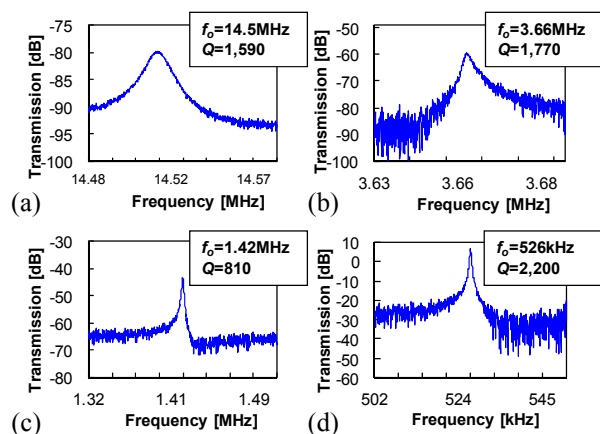 fo=14.5MHz
Q=1,590
Transmission [dB]
-75
-80
-85
-90
-95
-100
14.48
14.52
14.57
Frequency [MHz]
(a)
fo=3.66MHz
Q=1,770
Transmission [dB]
-50
-60
-70
-80
-90
-100
3.63
3.66
3.68
Frequency [MHz]
(b)
fo=1.42MHz
Q=810
Transmission [dB]
-30
-40
-50
-60
-70
-80
1.32
1.41
1.49
Frequency [MHz]
(c)
fo=526kHz
Q=2,200
Transmission [dB]
10
0
-10
-20
-30
-40
-50
-60
502
524
545
Frequency [kHz]
(d)